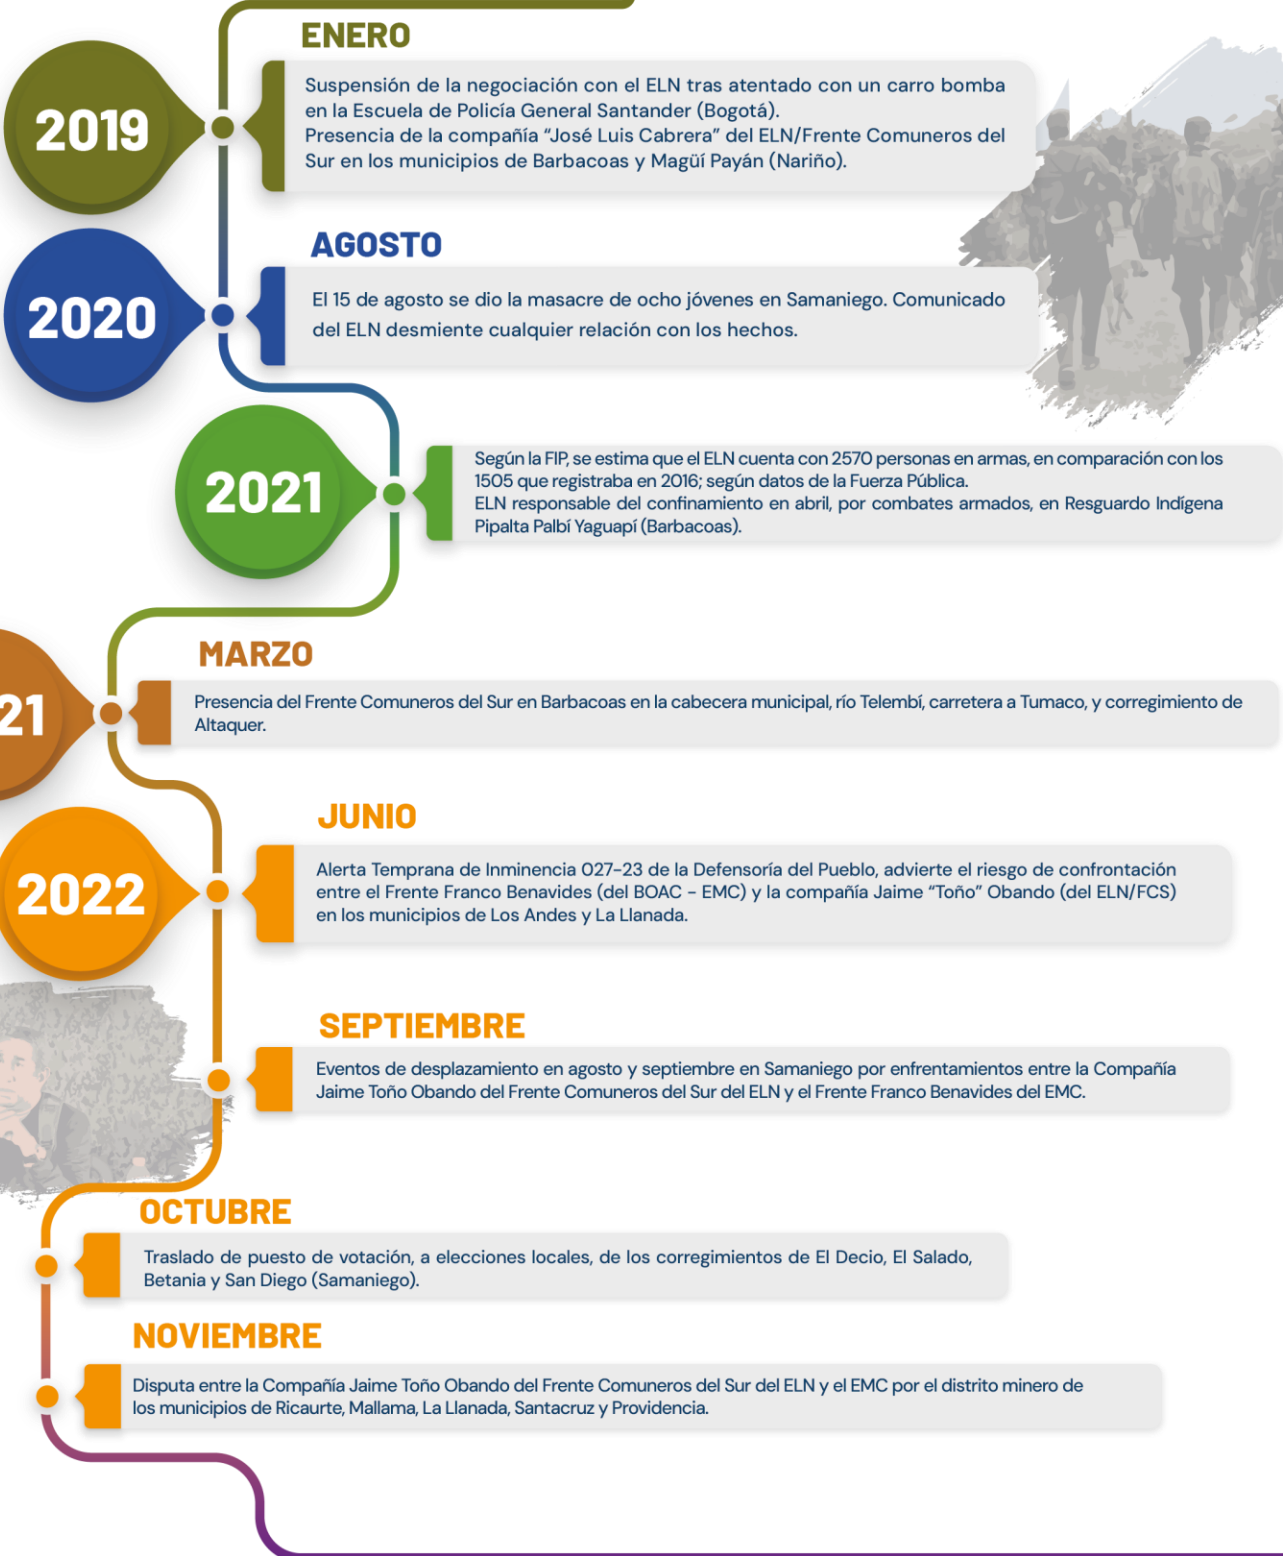 ENERO
2019
Suspensión de la negociación con el ELN tras atentado con un carro bomba
en la Escuela de Policía General Santander (Bogotá).
Presencia de la compañía “José Luis Cabrera” del ELN/Frente Comuneros del
Sur en los municipios de Barbacoas y Magüí Payán (Nariño).
AGOSTO
2020
El 15 de agosto se dio la masacre de ocho jóvenes en Samaniego. Comunicado
del ELN desmiente cualquier relación con los hechos.
2021
Según la FIP, se estima que el ELN cuenta con 2570 personas en armas, en comparación con los
1505 que registraba en 2016; según datos de la Fuerza Pública.
ELN responsable del confinamiento en abril, por combates armados, en Resguardo Indígena
Pipalta Palbí Yaguapí (Barbacoas).
MARZO
21
Presencia del Frente Comuneros del Sur en Barbacoas en la cabecera municipal, río Telembí, carretera a Tumaco, y corregimiento de
Altaquer.
JUNIO
2022
Alerta Temprana de Inminencia 027-23 de la Defensoría del Pueblo, advierte el riesgo de confrontación
entre el Frente Franco Benavides (del BOAC - EMC) y la compañía Jaime “Toño” Obando (del ELN/FCS)
en los municipios de Los Andes y La Llanada.
SEPTIEMBRE
Eventos de desplazamiento en agosto y septiembre en Samaniego por enfrentamientos entre la Compañía
Jaime Toño Obando del Frente Comuneros del Sur del ELN y el Frente Franco Benavides del EMC.
OCTUBRE
Traslado de puesto de votación, a elecciones locales, de los corregimientos de El Decio, El Salado,
Betania y San Diego (Samaniego).
NOVIEMBRE
Disputa entre la Compañía Jaime Toño Obando del Frente Comuneros del Sur del ELN y el EMC por el distrito minero de
los municipios de Ricaurte, Mallama, La Llanada, Santacruz y Providencia.